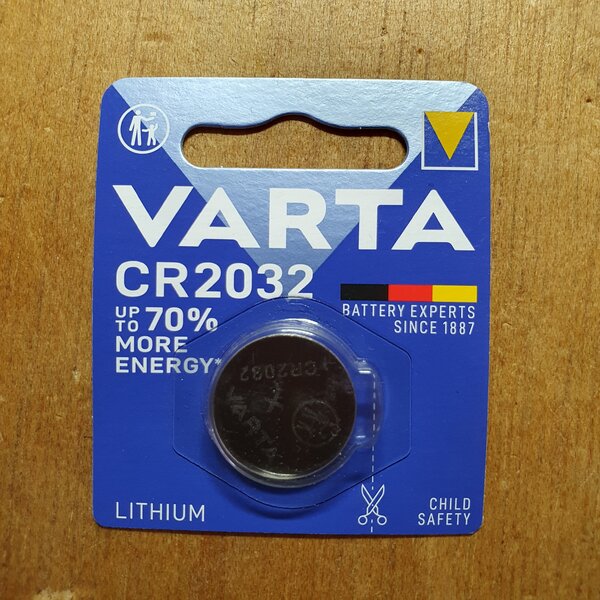 VARTA
CR2032
UP TO 70%
MORE
ENERGY*
BATTERY EXPERTS
SINCE 1887
CR2032
VARTA
LITHIUM
CHILD
SAFETY